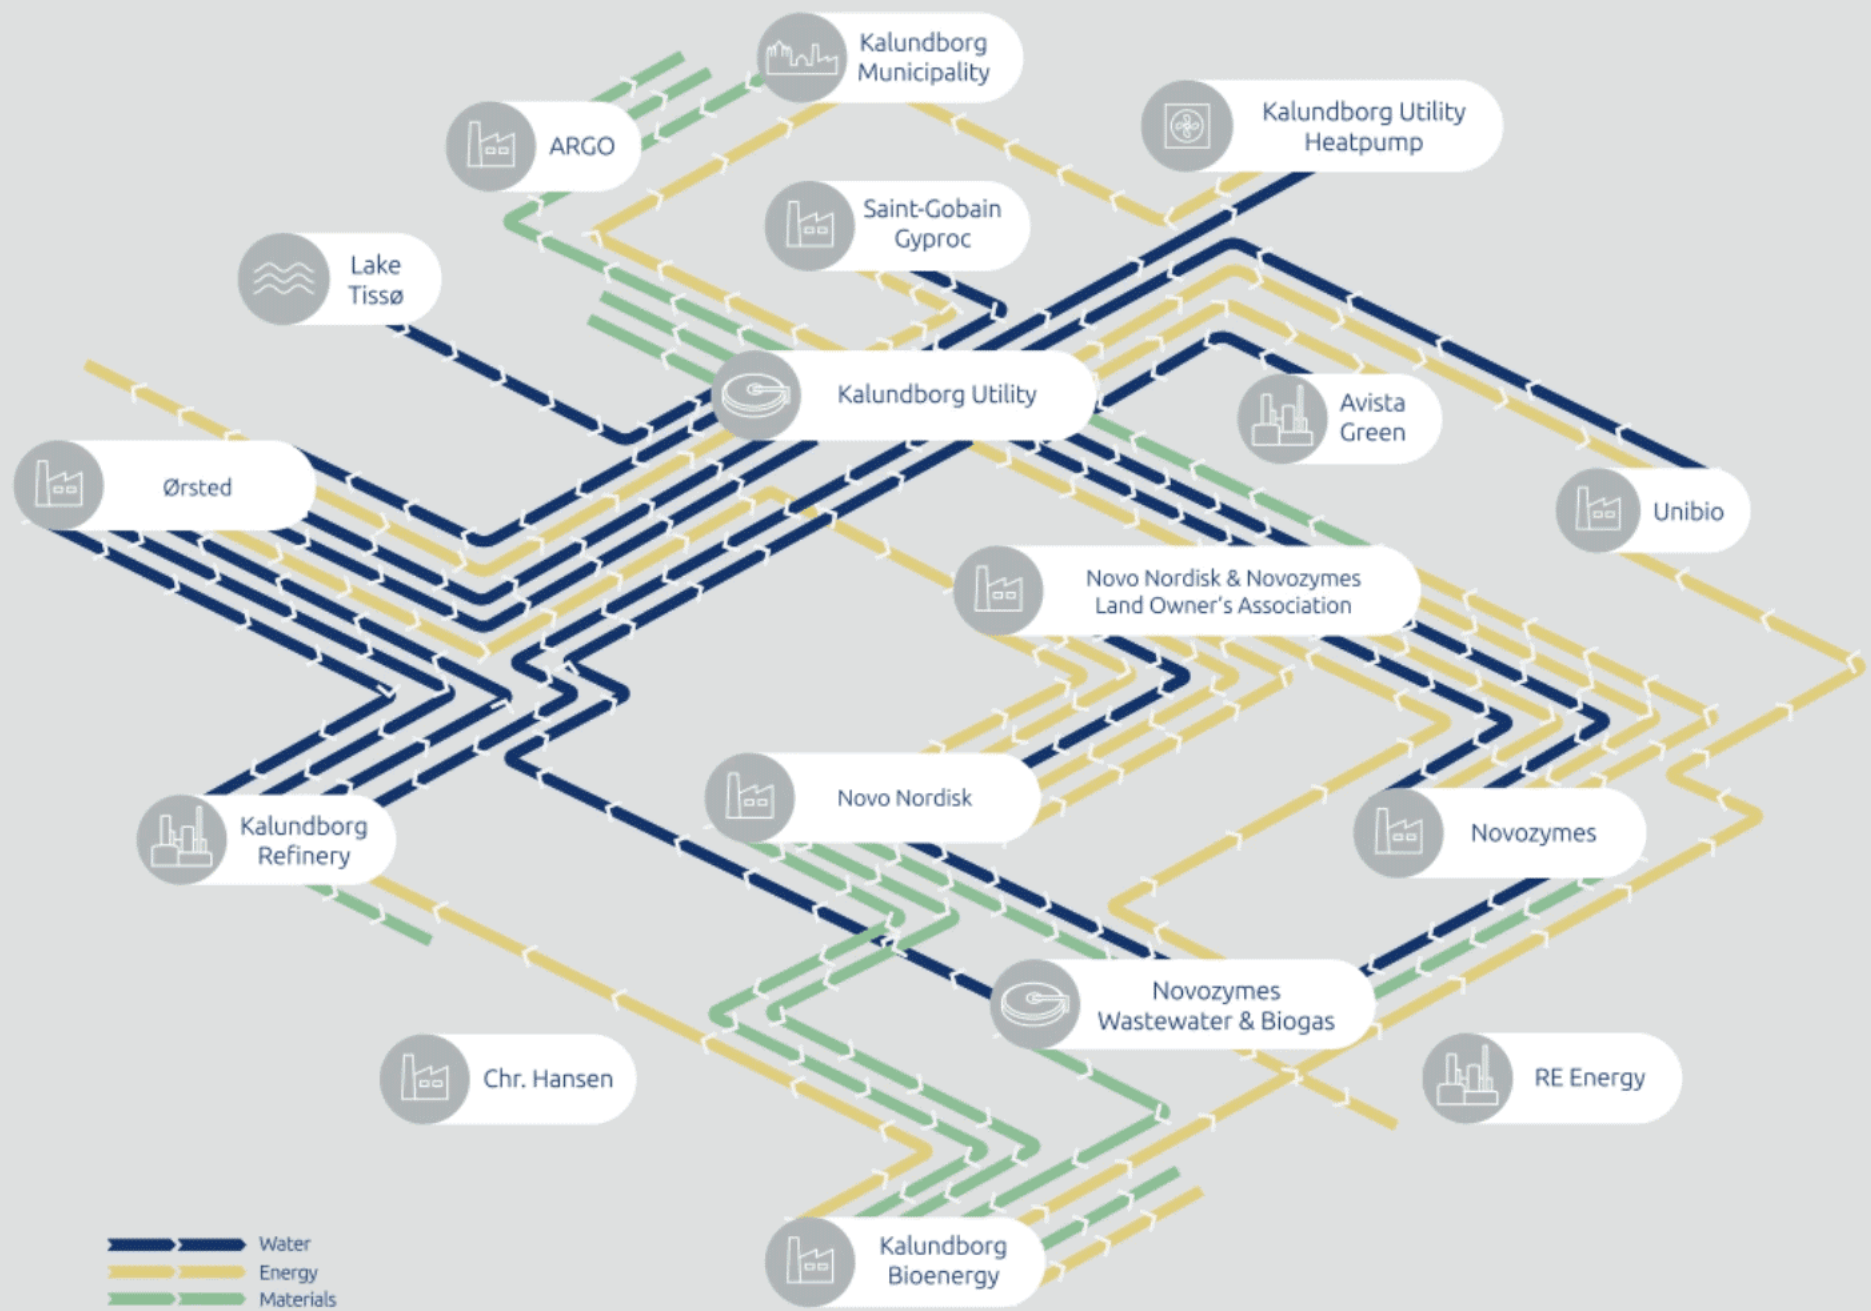 Kalundborg
Municipality
Kalundborg Utility
Heatpump
ARGO
Saint-Gobain
Gyproc
Lake
Tissø
Kalundborg Utility
Avista
Green
Ørsted
Unibio
Novo Nordisk & Novozymes
Land Owner's Association
Novo Nordisk
Kalundborg
Refinery
Novozymes
Novozymes
Wastewater & Biogas
Chr. Hansen
RE Energy
Kalundborg
Bioenergy
Water
Energy
Materials